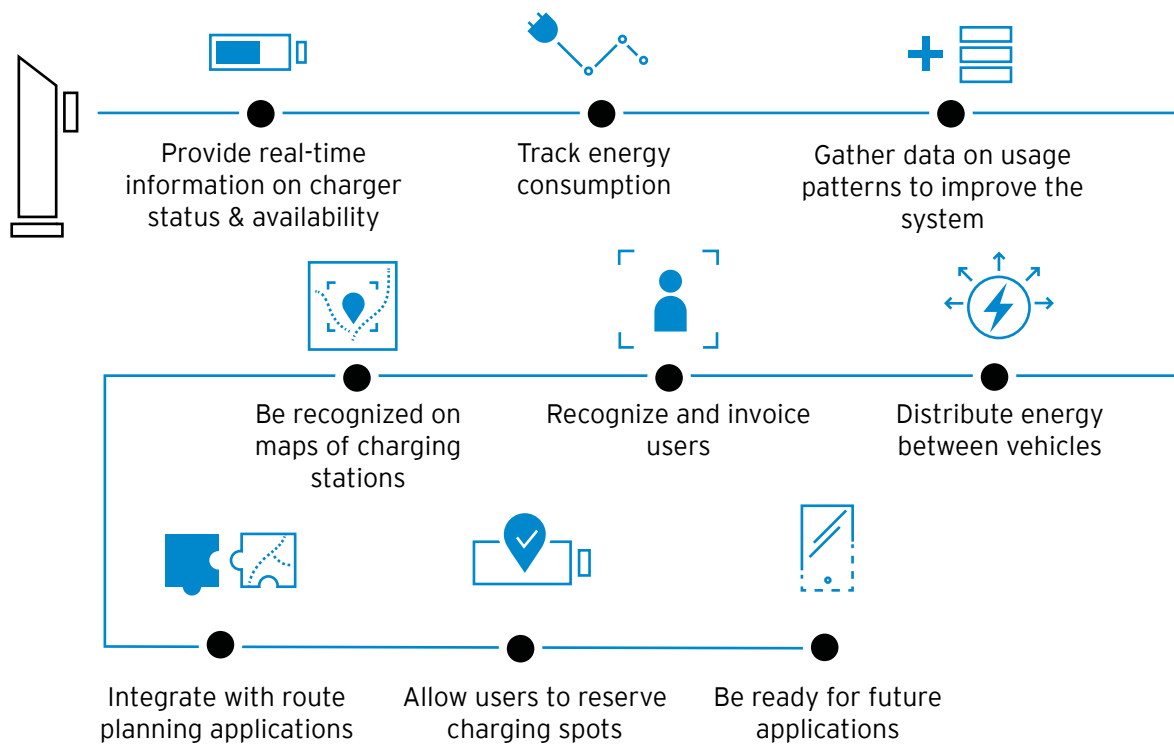 Provide real-time
information on charger
status & availability
Track energy
consumption
Gather data on usage
patterns to improve the
system
Be recognized on
maps of charging
stations
Recognize and invoice
users
Distribute energy
between vehicles
Integrate with route
planning applications
Allow users to reserve
charging spots
Be ready for future
applications